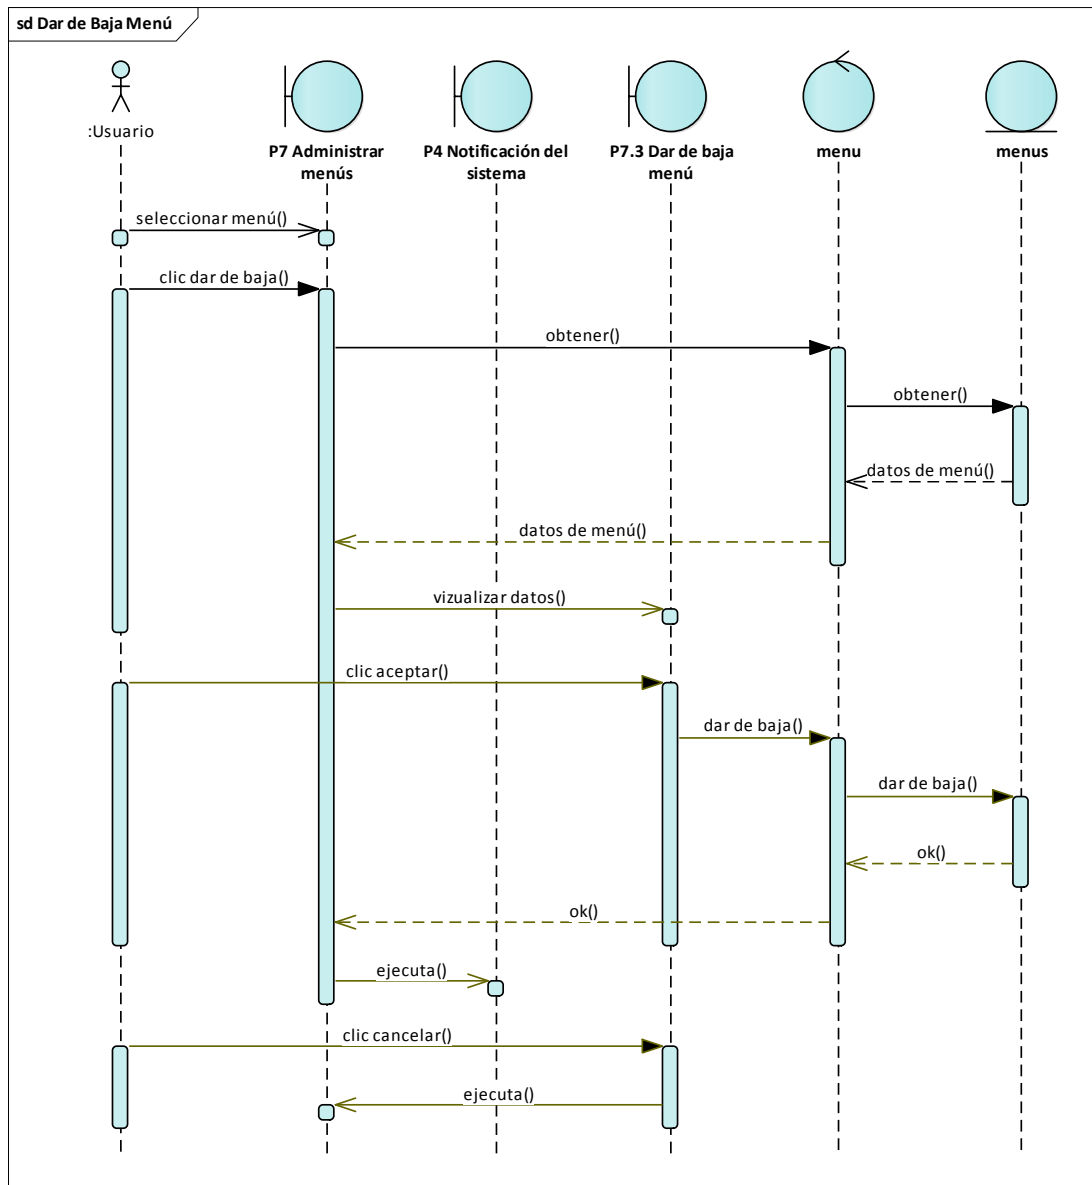 sd Dar de Baja Menú
:Usuario
P7 Administrar
menús
P4 Notificación del
sistema
P7.3 Dar de baja
menú
menu
menus
seleccionar menú()
clic dar de baja()
obtener()
obtener()
datos de menú()
datos de menú()
vizualizar datos()
clic aceptar()
dar de baja()
dar de baja()
ok()
ok()
ejecuta()
clic cancelar()
ejecuta()